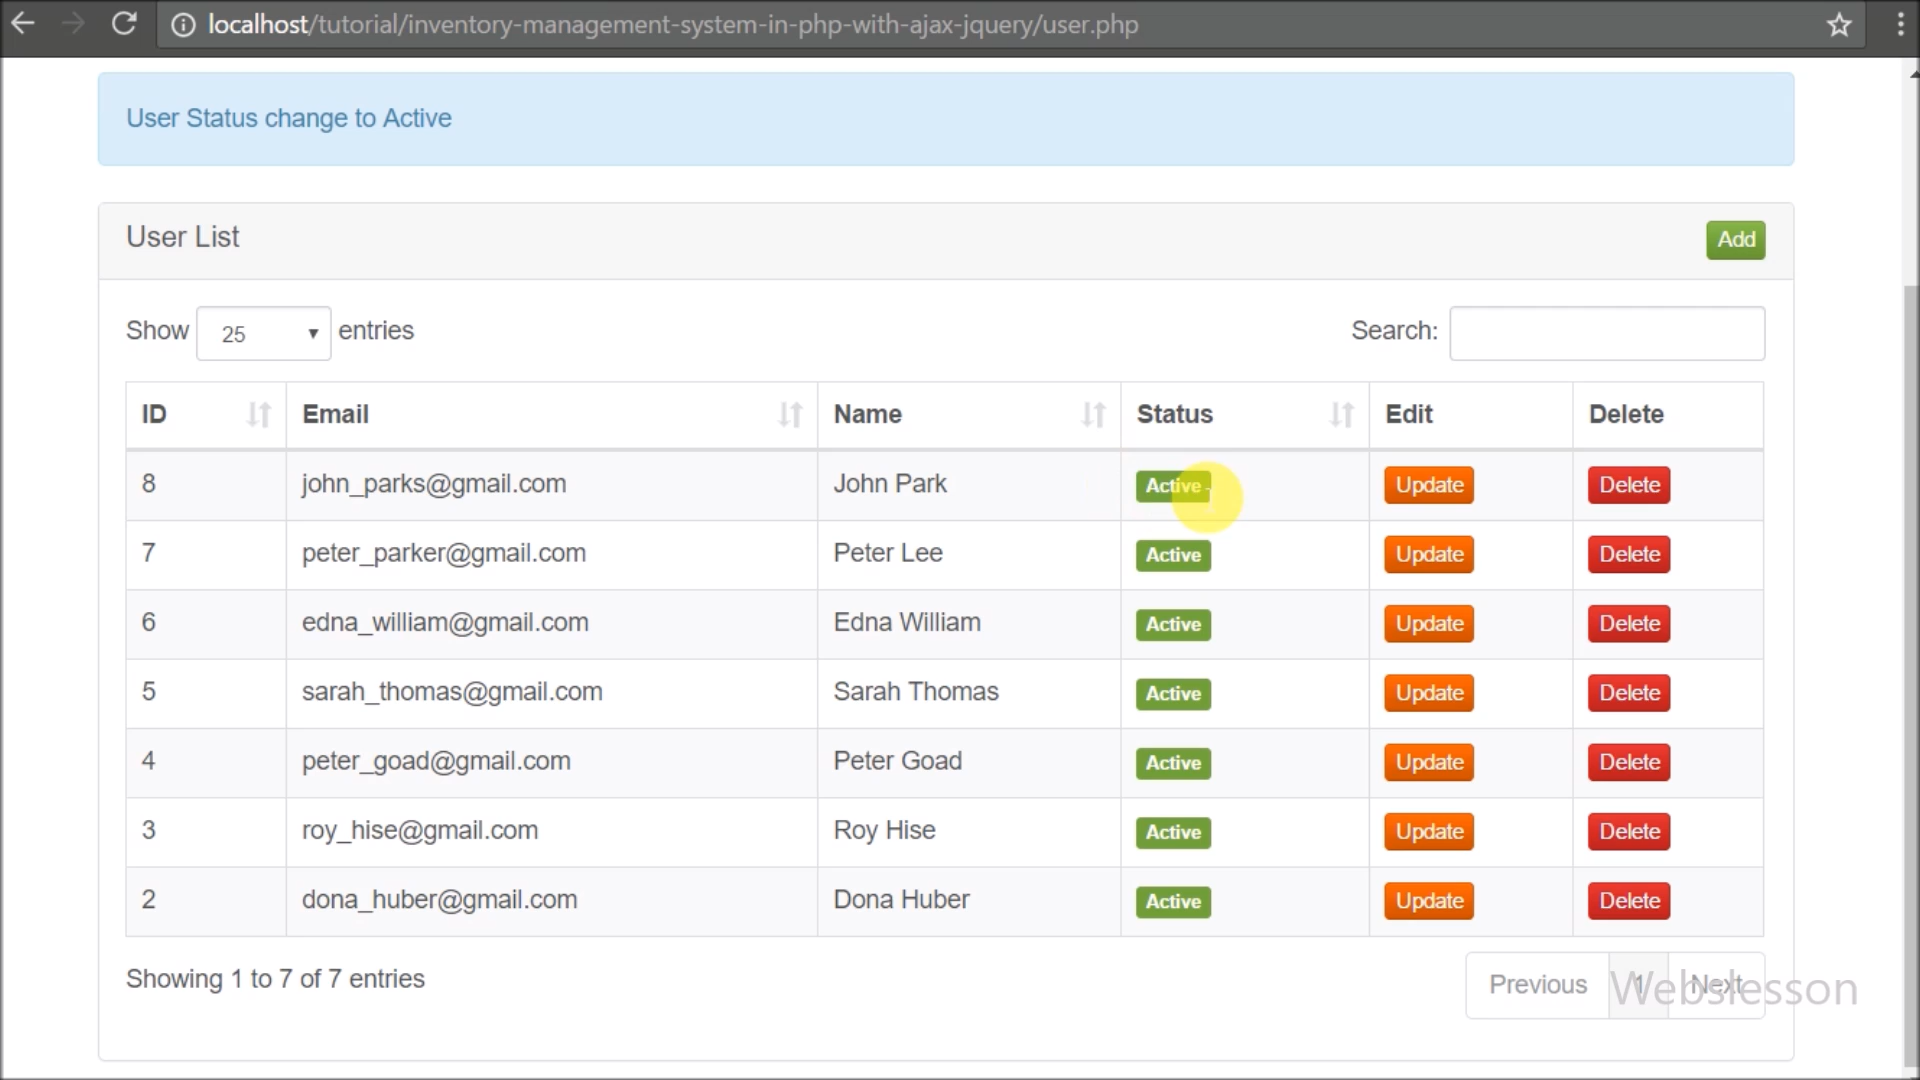 localhost/tutorial/inventory-management-system-in-php-with-ajax-jquery/user.php
User Status change to Active
User List
Add
Show 25 entries
Search:
ID Email Name Status Edit Delete
8 john_parks@gmail.com John Park Active Update Delete
7 peter_parker@gmail.com Peter Lee Active Update Delete
6 edna_william@gmail.com Edna William Active Update Delete
5 sarah_thomas@gmail.com Sarah Thomas Active Update Delete
4 peter_goad@gmail.com Peter Goad Active Update Delete
3 roy_hise@gmail.com Roy Hise Active Update Delete
2 dona_huber@gmail.com Dona Huber Active Update Delete
Showing 1 to 7 of 7 entries
Previous 1 Next
Webslesson